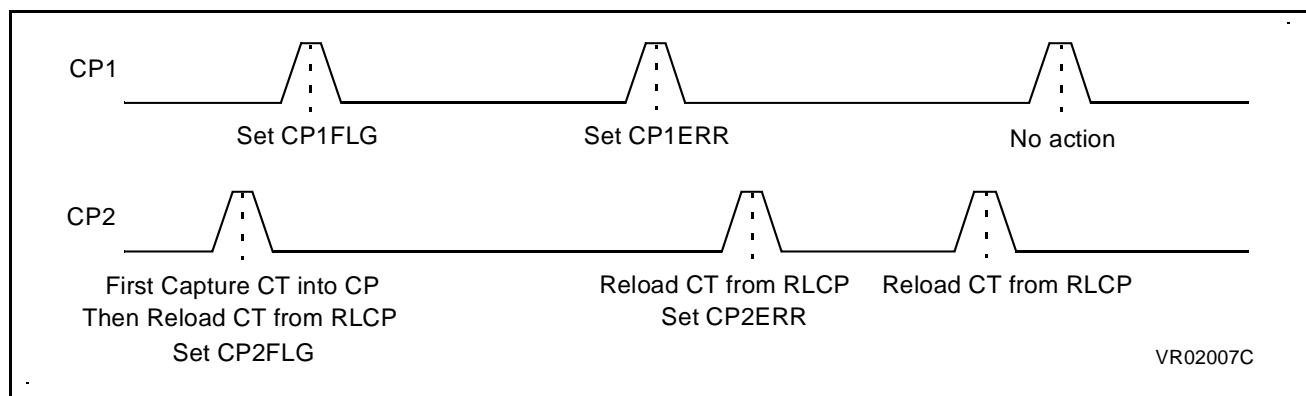 CP1
Set CP1FLG
Set CP1ERR
No action
CP2
First Capture CT into CP
Then Reload CT from RLCP
Set CP2FLG
Reload CT from RLCP
Set CP2ERR
Reload CT from RLCP
VR02007C